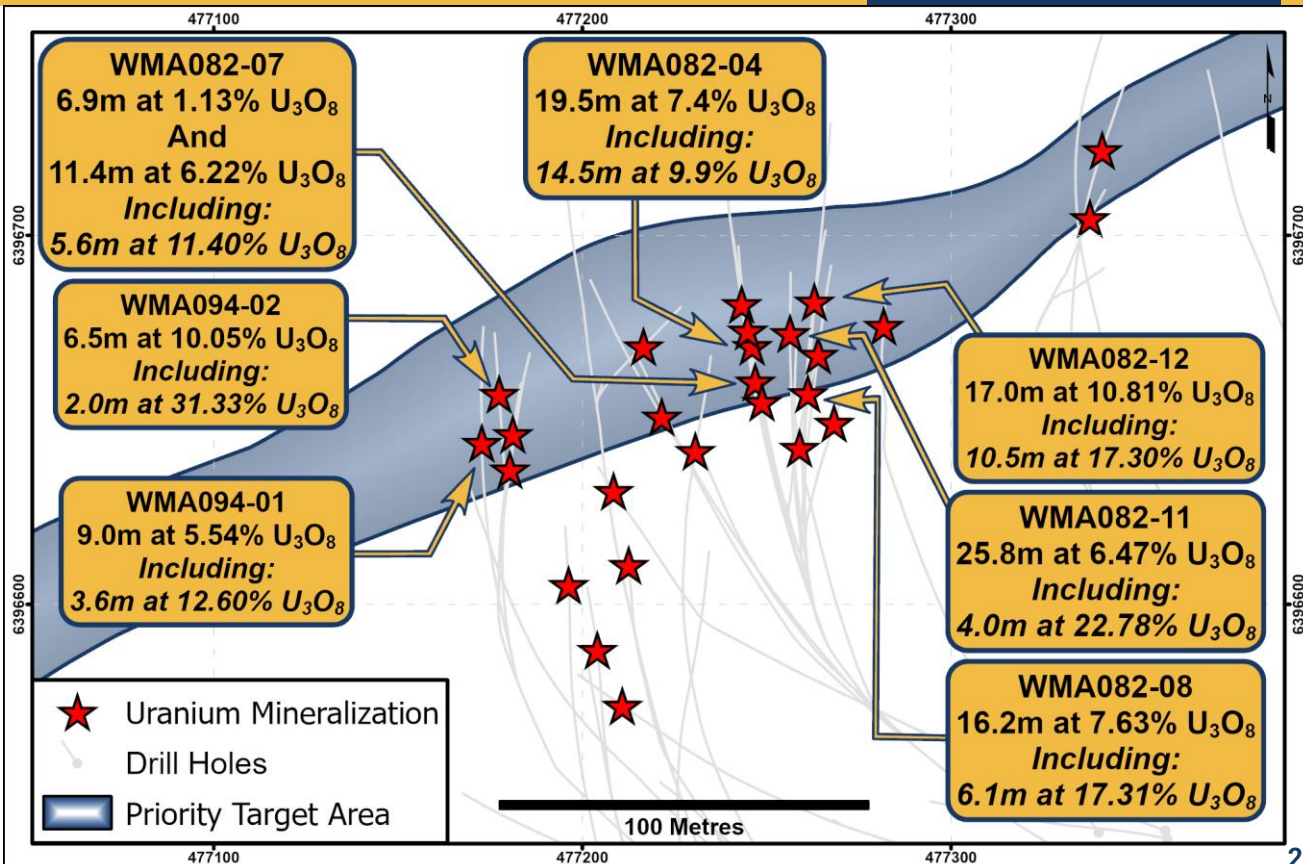 477100
477200
477300
WMA082-07
6.9m at 1.13% U₃O₈
And
11.4m at 6.22% U₃O₈
Including:
5.6m at 11.40% U₃O₈
WMA082-04
19.5m at 7.4% U₃O₈
Including:
14.5m at 9.9% U₃O₈
N
6396700
6396700
WMA094-02
6.5m at 10.05% U₃O₈
Including:
2.0m at 31.33% U₃O₈
WMA082-12
17.0m at 10.81% U₃O₈
Including:
10.5m at 17.30% U₃O₈
WMA094-01
9.0m at 5.54% U₃O₈
Including:
3.6m at 12.60% U₃O₈
WMA082-11
25.8m at 6.47% U₃O₈
Including:
4.0m at 22.78% U₃O₈
6396600
6396600
WMA082-08
16.2m at 7.63% U₃O₈
Including:
6.1m at 17.31% U₃O₈
Uranium Mineralization
Drill Holes
Priority Target Area
100 Metres
477100
477200
477300
2